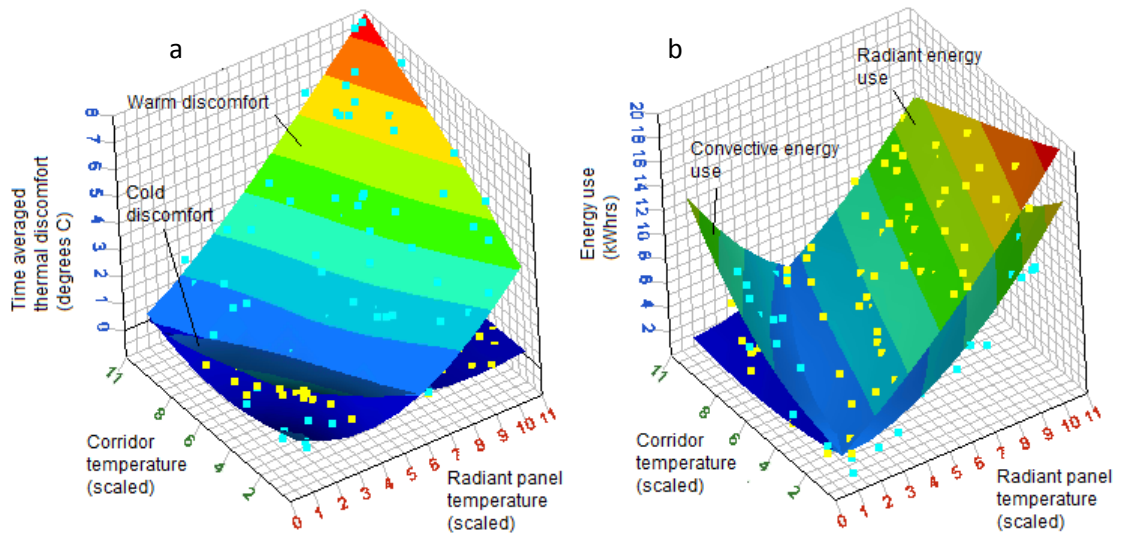 a
Warm discomfort
Cold
discomfort
Time averaged
thermal discomfort
(degrees C)
8
7
6
5
4
3
2
1
0
11
8
6
4
2
Corridor
temperature
(scaled)
0 1 2 3 4 5 6 7 8 9 10 11
Radiant panel
temperature
(scaled)
b
Radiant energy
use
Convective energy
use
Energy use
(kWhrs)
20
18
16
14
12
10
8
6
4
2
11
8
6
4
2
Corridor
temperature
(scaled)
0 1 2 3 4 5 6 7 8 9 10 11
Radiant panel
temperature
(scaled)